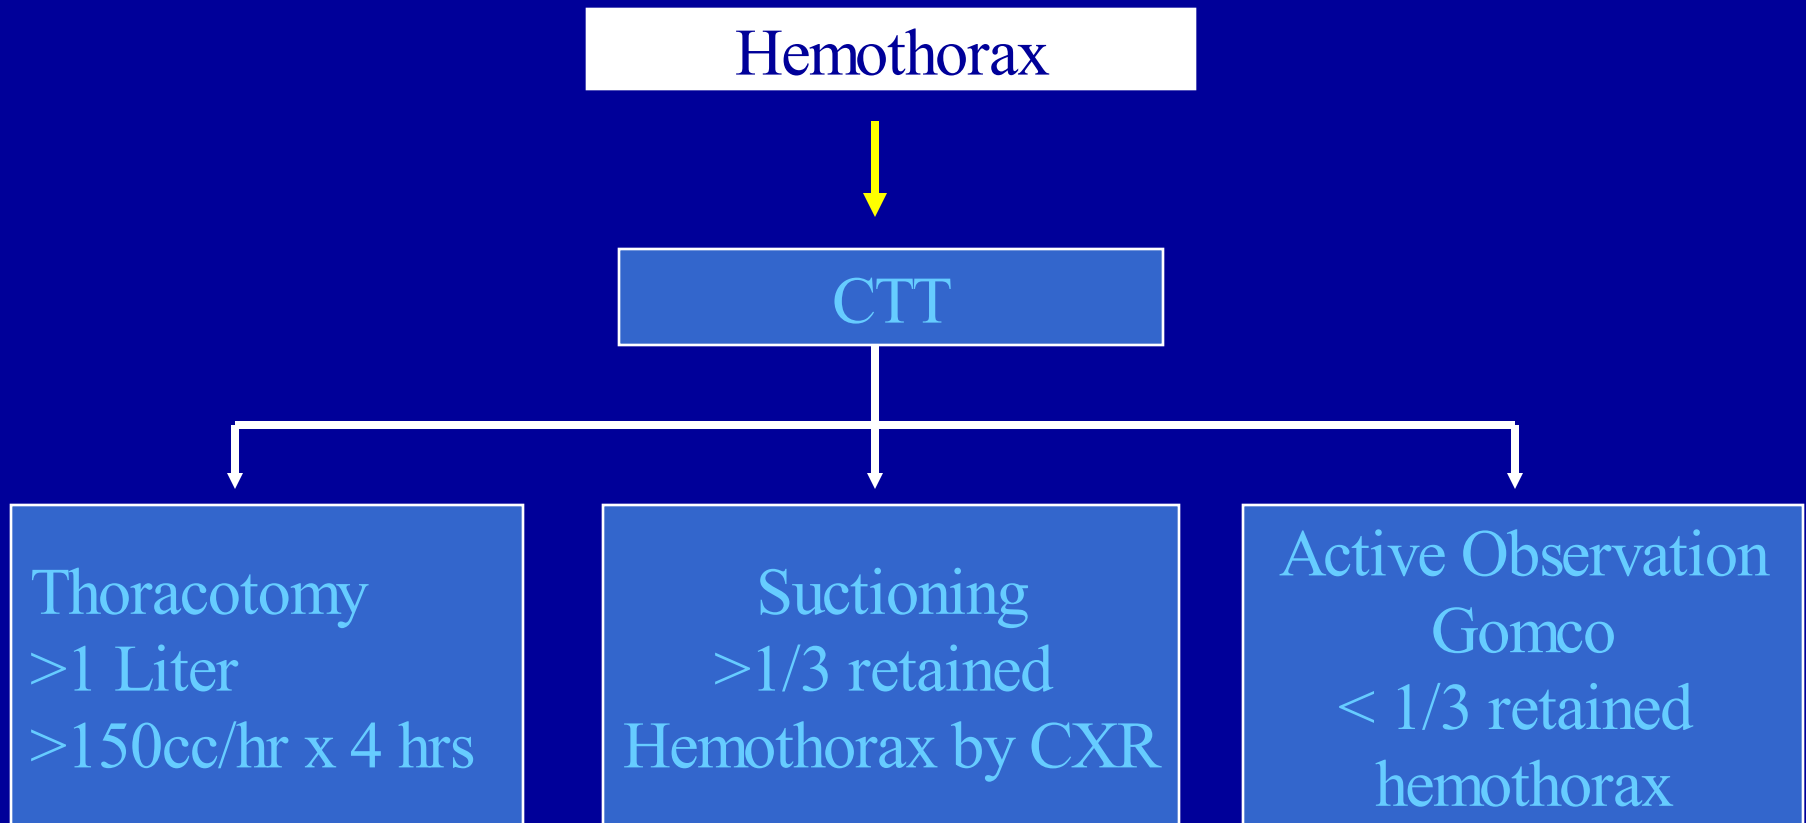 Hemothorax
CTT
Thoracotomy
>1 Liter
>150cc/hr x 4 hrs
Suctioning
>1/3 retained
Hemothorax by CXR
Active Observation
Gomco
< 1/3 retained
hemothorax